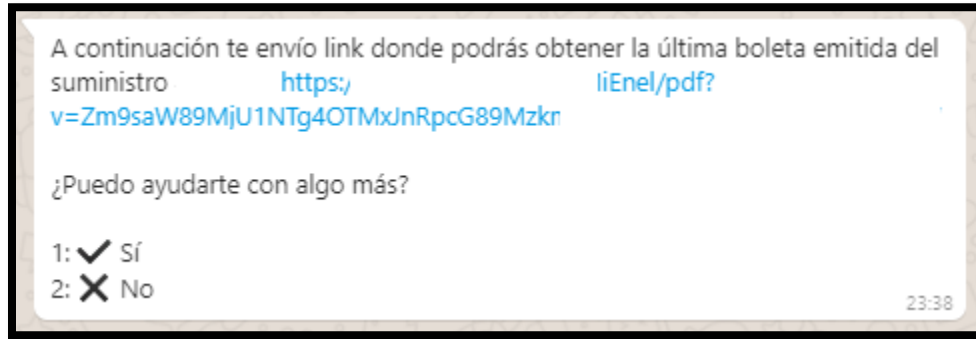 A continuación te envío link donde podrás obtener la última boleta emitida del
suministro https:/ liEnel/pdf?
v=Zm9saW89MjU1NTg4OTMxJnRpcG89Mzkr
¿Puedo ayudarte con algo más?
1: ✔ Sí
2: ✖ No
23:38